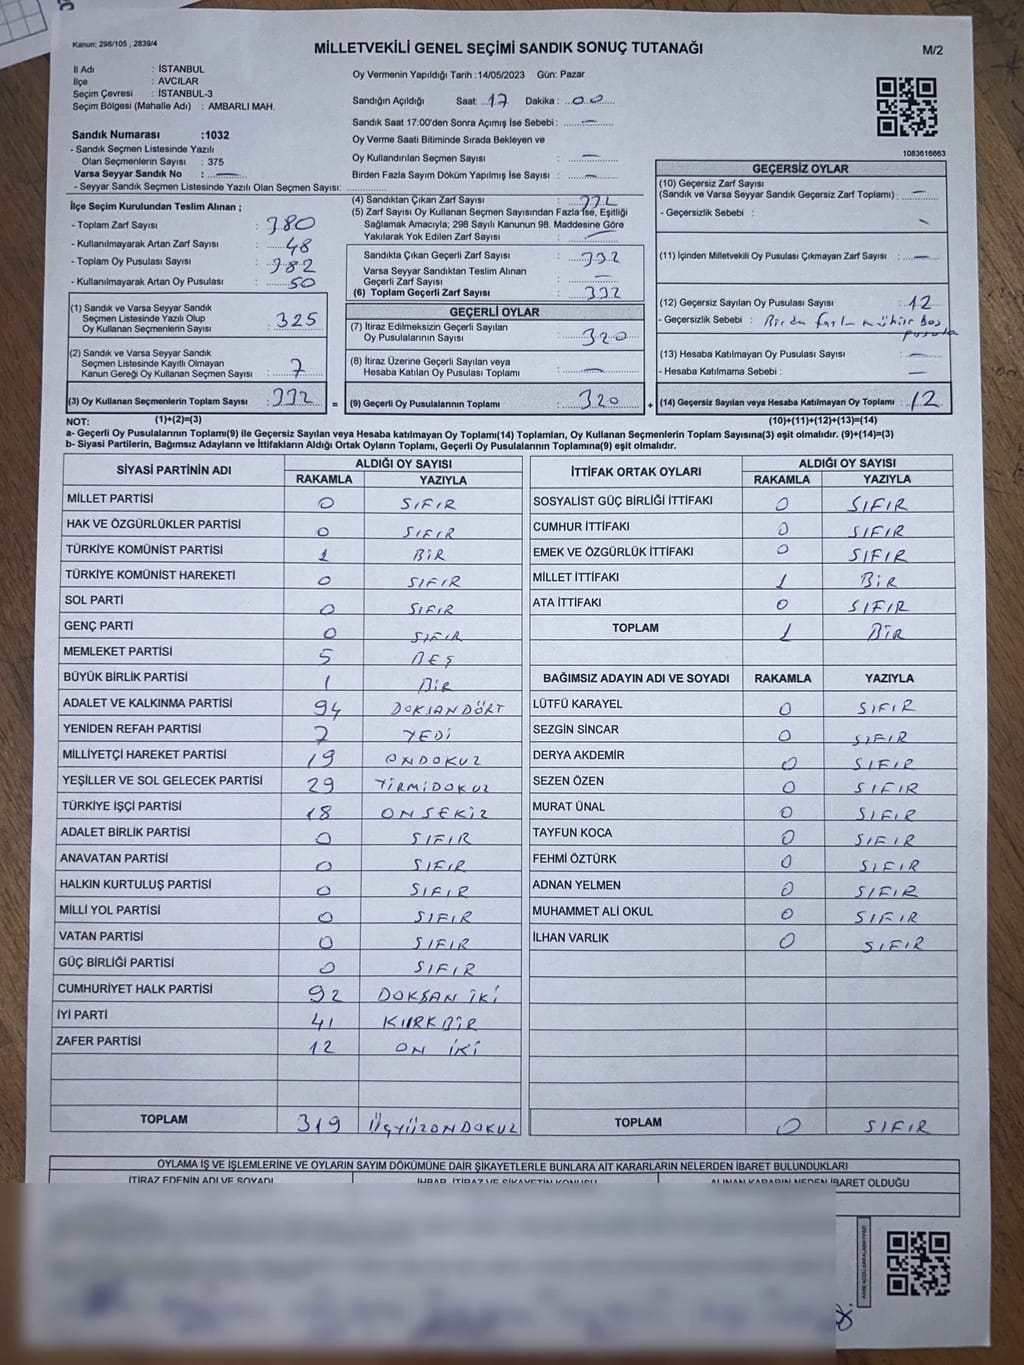 Kanun: 298/105 , 2839/4
MİLLETVEKİLİ GENEL SEÇİMİ SANDIK SONUÇ TUTANAĞI
M/2
İl Adı : İSTANBUL
İlçe : AVCILAR
Seçim Çevresi : İSTANBUL-3
Seçim Bölgesi (Mahalle Adı) : AMBARLI MAH.
Sandık Numarası :1032
- Sandık Seçmen Listesinde Yazılı
Olan Seçmenlerin Sayısı : 375
Varsa Seyyar Sandık No —
- Seyyar Sandık Seçmen Listesinde Yazılı Olan Seçmen Sayısı:
Oy Vermenin Yapıldığı Tarih :14/05/2023 Gün: Pazar
Sandığın Açıldığı Saat: 17 Dakika : 00
Sandık Saat 17:00'den Sonra Açımış İse Sebebi : —
Oy Verme Saati Bitiminde Sırada Bekleyen ve
Oy Kullandırılan Seçmen Sayısı : —
Birden Fazla Sayım Döküm Yapılmış İse Sayısı : —
1083616663
İlçe Seçim Kurulundan Teslim Alınan ;
- Toplam Zarf Sayısı : 380
- Kullanılmayarak Artan Zarf Sayısı : 48
- Toplam Oy Pusulası Sayısı : 382
- Kullanılmayarak Artan Oy Pusulası : 50
(1) Sandık ve Varsa Seyyar Sandık
Seçmen Listesinde Yazılı Olup
Oy Kullanan Seçmenlerin Sayısı : 325
(2) Sandık ve Varsa Seyyar Sandık
Seçmen Listesinde Kayıtlı Olmayan
Kanun Gereği Oy Kullanan Seçmen Sayısı : 7
(3) Oy Kullanan Seçmenlerin Toplam Sayısı : 332 =
(4) Sandıktan Çıkan Zarf Sayısı : 332
(5) Zarf Sayısı Oy Kullanan Seçmen Sayısından Fazla İse, Eşitliği
Sağlamak Amacıyla; 298 Sayılı Kanunun 98. Maddesine Göre
Yakılarak Yok Edilen Zarf Sayısı : —
Sandıkta Çıkan Geçerli Zarf Sayısı : 332
Varsa Seyyar Sandıktan Teslim Alınan
Geçerli Zarf Sayısı : —
(6) Toplam Geçerli Zarf Sayısı : 332
GEÇERLİ OYLAR
(7) İtiraz Edilmeksizin Geçerli Sayılan
Oy Pusulalarının Sayısı : 320
(8) İtiraz Üzerine Geçerli Sayılan veya
Hesaba Katılan Oy Pusulası Toplamı : —
(9) Geçerli Oy Pusulalarının Toplamı : 320 +
GEÇERSİZ OYLAR
(10) Geçersiz Zarf Sayısı
(Sandık ve Varsa Seyyar Sandık Geçersiz Zarf Toplamı) : —
- Geçersizlik Sebebi : —
(11) İçinden Milletvekili Oy Pusulası Çıkmayan Zarf Sayısı : —
(12) Geçersiz Sayılan Oy Pusulası Sayısı : 12
- Geçersizlik Sebebi : Birden fazla mühür boş
pusula
(13) Hesaba Katılmayan Oy Pusulası Sayısı : —
- Hesaba Katılmama Sebebi : —
(14) Geçersiz Sayılan veya Hesaba Katılmayan Oy Toplamı : 12
NOT: (1)+(2)=(3) (10)+(11)+(12)+(13)=(14)
a- Geçerli Oy Pusulalarının Toplamı(9) ile Geçersiz Sayılan veya Hesaba katılmayan Oy Toplamı(14) Toplamları, Oy Kullanan Seçmenlerin Toplam Sayısına(3) eşit olmalıdır. (9)+(14)=(3)
b- Siyasi Partilerin, Bağımsız Adayların ve İttifakların Aldığı Ortak Oyların Toplamı, Geçerli Oy Pusulalarının Toplamına(9) eşit olmalıdır.
SİYASİ PARTİNİN ADI ALDIĞI OY SAYISI
RAKAMLA YAZIYLA
MİLLET PARTİSİ 0 SIFIR
HAK VE ÖZGÜRLÜKLER PARTİSİ 0 SIFIR
TÜRKİYE KOMÜNİST PARTİSİ 1 BİR
TÜRKİYE KOMÜNİST HAREKETİ 0 SIFIR
SOL PARTİ 0 SIFIR
GENÇ PARTİ 0 SIFIR
MEMLEKET PARTİSİ 5 BEŞ
BÜYÜK BİRLİK PARTİSİ 1 BİR
ADALET VE KALKINMA PARTİSİ 94 DOKSANDÖRT
YENİDEN REFAH PARTİSİ 7 YEDİ
MİLLİYETÇİ HAREKET PARTİSİ 19 ONDOKUZ
YEŞİLLER VE SOL GELECEK PARTİSİ 29 YİRMİDOKUZ
TÜRKİYE İŞÇİ PARTİSİ 18 ONSEKİZ
ADALET BİRLİK PARTİSİ 0 SIFIR
ANAVATAN PARTİSİ 0 SIFIR
HALKIN KURTULUŞ PARTİSİ 0 SIFIR
MİLLİ YOL PARTİSİ 0 SIFIR
VATAN PARTİSİ 0 SIFIR
GÜÇ BİRLİĞİ PARTİSİ 0 SIFIR
CUMHURİYET HALK PARTİSİ 92 DOKSAN İKİ
İYİ PARTİ 41 KIRKBİR
ZAFER PARTİSİ 12 ON İKİ
TOPLAM 319 ÜÇYÜZONDOKUZ
İTTİFAK ORTAK OYLARI ALDIĞI OY SAYISI
RAKAMLA YAZIYLA
SOSYALİST GÜÇ BİRLİĞİ İTTİFAKI 0 SIFIR
CUMHUR İTTİFAKI 0 SIFIR
EMEK VE ÖZGÜRLÜK İTTİFAKI 0 SIFIR
MİLLET İTTİFAKI 1 BİR
ATA İTTİFAKI 0 SIFIR
TOPLAM 1 BİR
BAĞIMSIZ ADAYIN ADI VE SOYADI RAKAMLA YAZIYLA
LÜTFÜ KARAYEL 0 SIFIR
SEZGİN SİNCAR 0 SIFIR
DERYA AKDEMİR 0 SIFIR
SEZEN ÖZEN 0 SIFIR
MURAT ÜNAL 0 SIFIR
TAYFUN KOCA 0 SIFIR
FEHMİ ÖZTÜRK 0 SIFIR
ADNAN YELMEN 0 SIFIR
MUHAMMET ALİ OKUL 0 SIFIR
İLHAN VARLIK 0 SIFIR
TOPLAM 0 SIFIR
OYLAMA İŞ VE İŞLEMLERİNE VE OYLARIN SAYIM DÖKÜMÜNE DAİR ŞİKAYETLERLE BUNLARA AİT KARARLARIN NELERDEN İBARET BULUNDUKLARI
İTİRAZ EDENİN ADI VE SOYADI İHBAR, İTİRAZ VE ŞİKAYETİN KONUSU ALINAN KARARIN NEDEN İBARET OLDUĞU